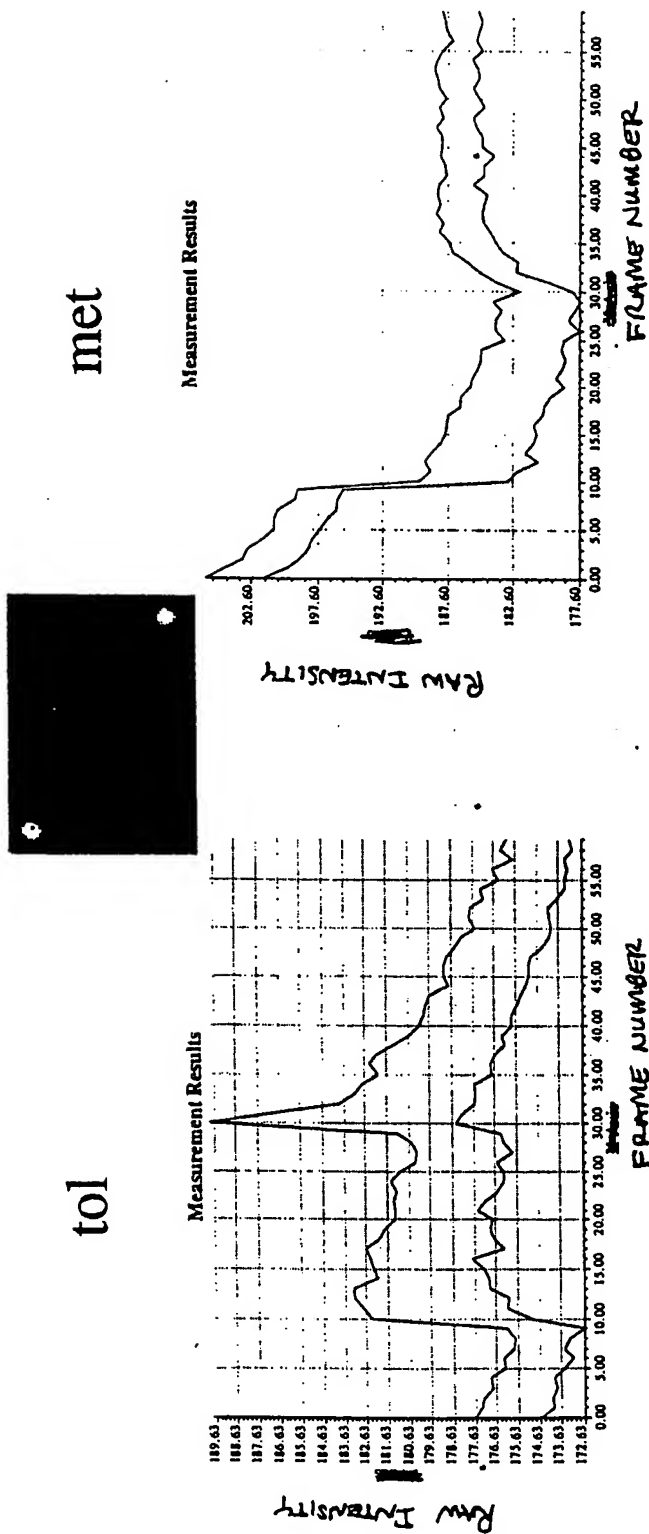 tol
Measurement Results
RAW INTENSITY
189.63
188.63
187.63
186.63
185.63
184.63
183.63
182.63
181.63
180.63
179.63
178.63
177.63
176.63
175.63
174.63
173.63
172.63
0.00 5.00 10.00 15.00 20.00 25.00 30.00 35.00 40.00 45.00 50.00 55.00
FRAME NUMBER
met
Measurement Results
RAW INTENSITY
202.60
197.60
192.60
187.60
182.60
177.60
0.00 5.00 10.00 15.00 20.00 25.00 30.00 35.00 40.00 45.00 50.00 55.00
FRAME NUMBER